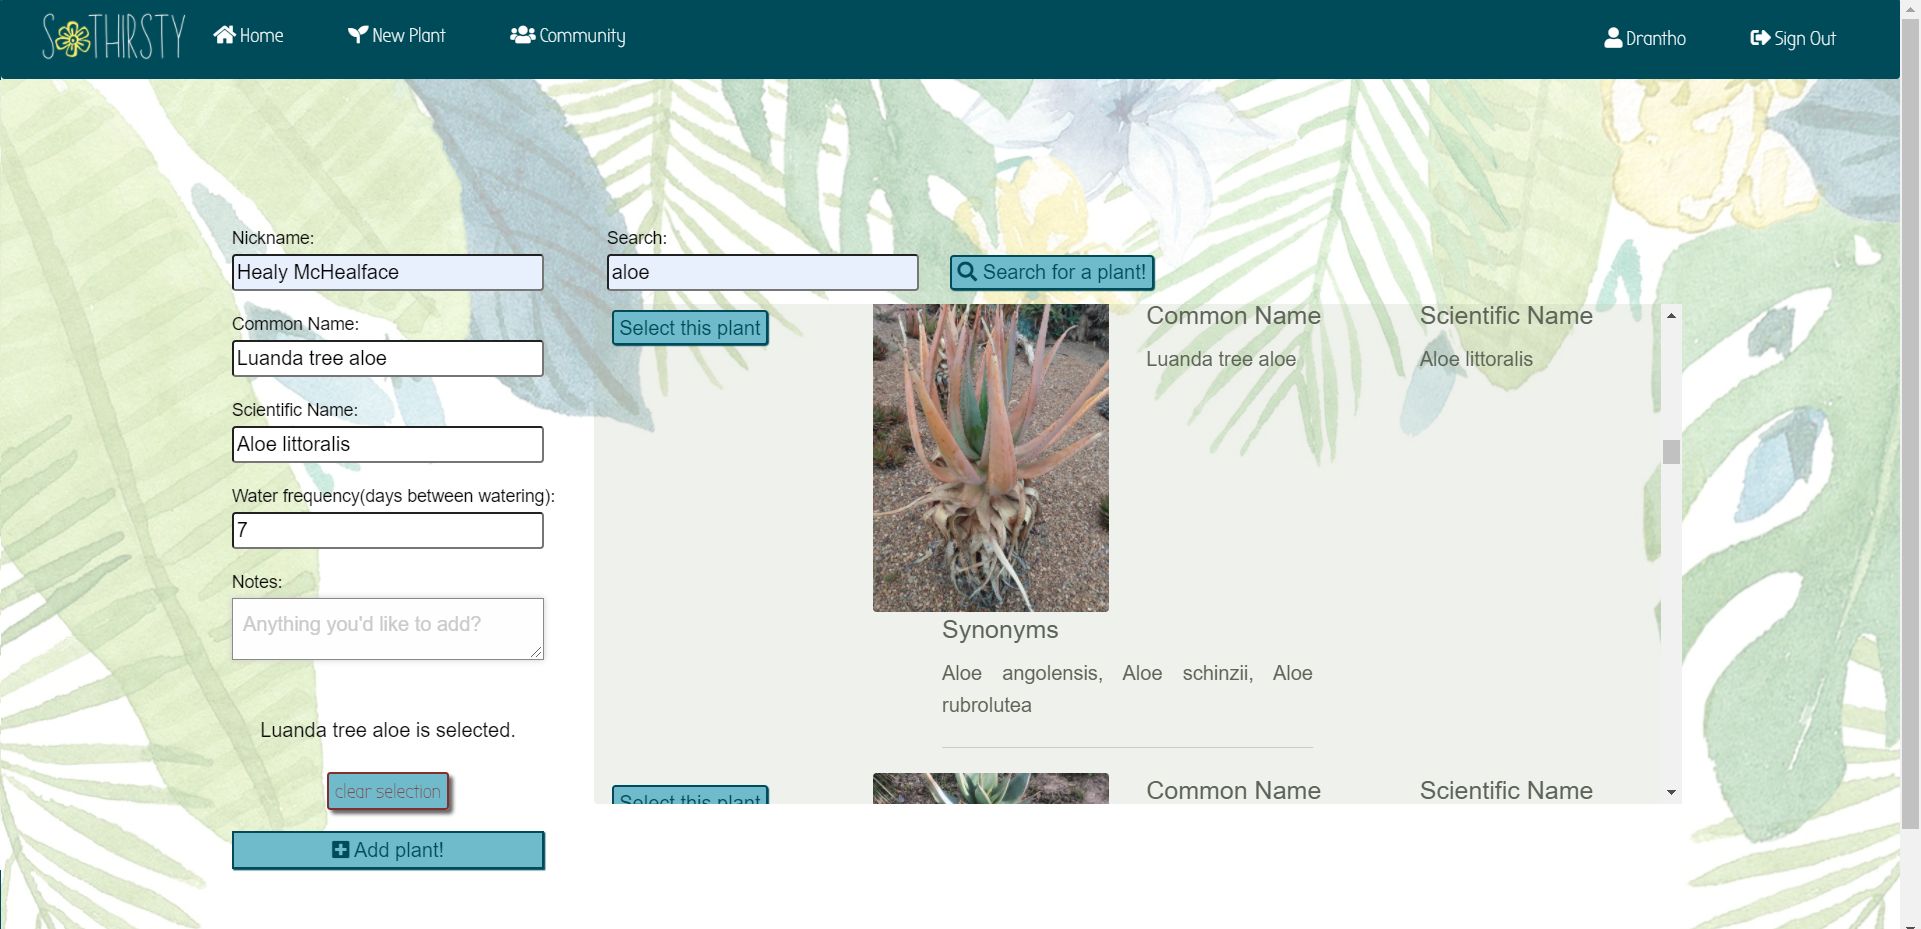 SOTHIRSTY Home New Plant Community Drantho Sign Out
Nickname:
Healy McHealface
Common Name:
Luanda tree aloe
Scientific Name:
Aloe littoralis
Water frequency(days between watering):
7
Notes:
Anything you'd like to add?
Luanda tree aloe is selected.
clear selection
Add plant!
Search:
aloe
Search for a plant!
Select this plant
Common Name
Luanda tree aloe
Scientific Name
Aloe littoralis
Synonyms
Aloe angolensis, Aloe schinzii, Aloe
rubrolutea
Select this plant
Common Name
Scientific Name